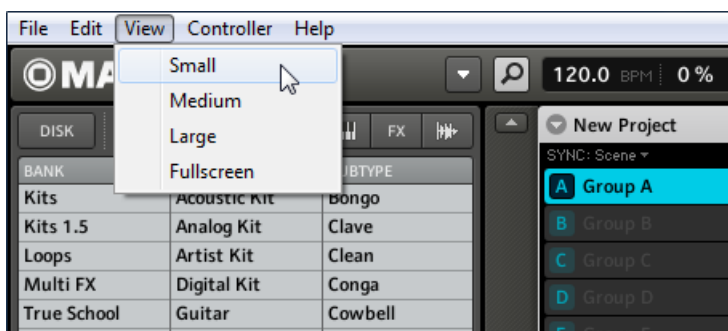 File Edit View Controller Help
Small
Medium
Large
Fullscreen
MA
120.0 BPM 0 %
DISK
FX
New Project
SYNC: Scene
BANK
Kits Acoustic Kit Bongo
Kits 1.5 Analog Kit Clave
Loops Artist Kit Clean
Multi FX Digital Kit Conga
True School Guitar Cowbell
A Group A
B Group B
C Group C
D Group D